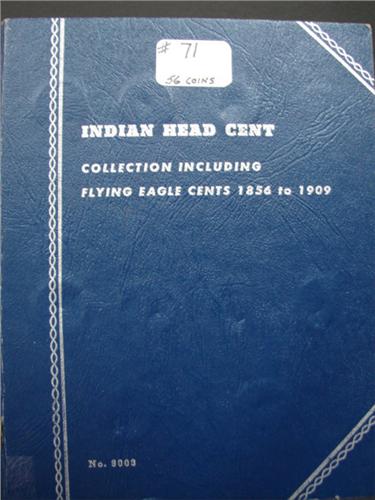 # 71
56 COINS
INDIAN HEAD CENT
COLLECTION INCLUDING
FLYING EAGLE CENTS 1856 to 1909
No. 9003